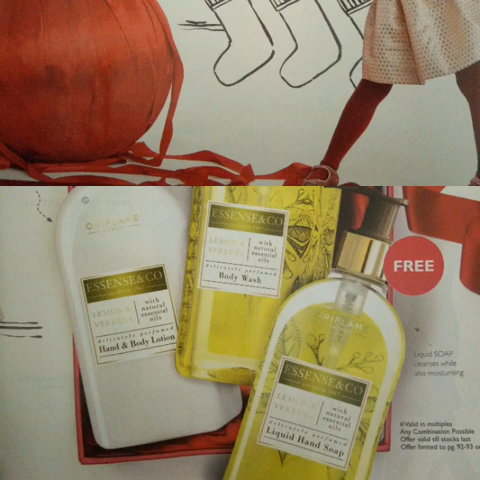 ORIFLAME
ESSENSE&CO
LEMON &
VERBENA
with
natural
essential
oils
delicately perfumed
Hand & Body Lotion
ESSENSE&CO
LEMON &
VERBENA
with
natural
essential
oils
delicately perfumed
Body Wash
ORIFLAME
ESSENSE&CO
LEMON &
VERBENA
with
natural
essential
oils
delicately perfumed
Liquid Hand Soap
FREE
Liquid SOAP
cleanses while
also moisturising
#Valid in multiples
Any Combination Possible
Offer valid till stocks last
Offer limited to pg 92-93 o